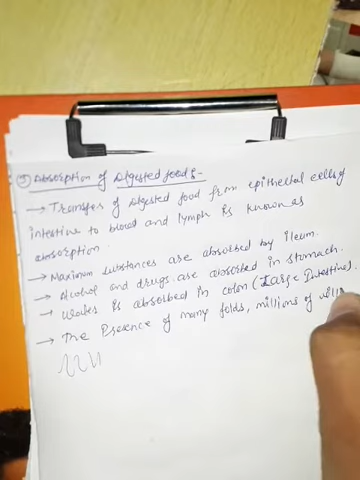 ⑤ Absorption of Digested food :-
→ Transfer of digested food from epithelial cells of
intestine to blood and lymph is known as
absorption.
→ Maximum substances are absorbed by ileum.
→ Alcohol and drugs are absorbed in stomach.
→ Water is absorbed in colon (Large Intestine).
→ The Presence of many folds, millions of villi